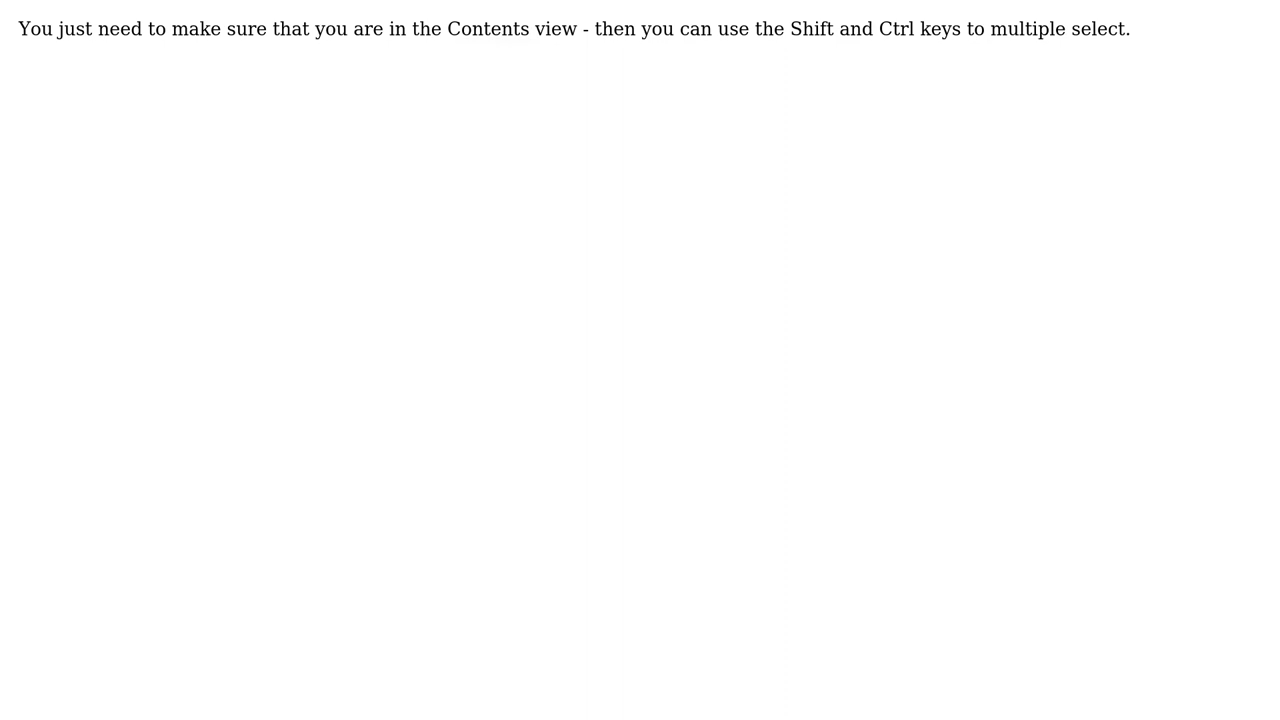 You just need to make sure that you are in the Contents view - then you can use the Shift and Ctrl keys to multiple select.